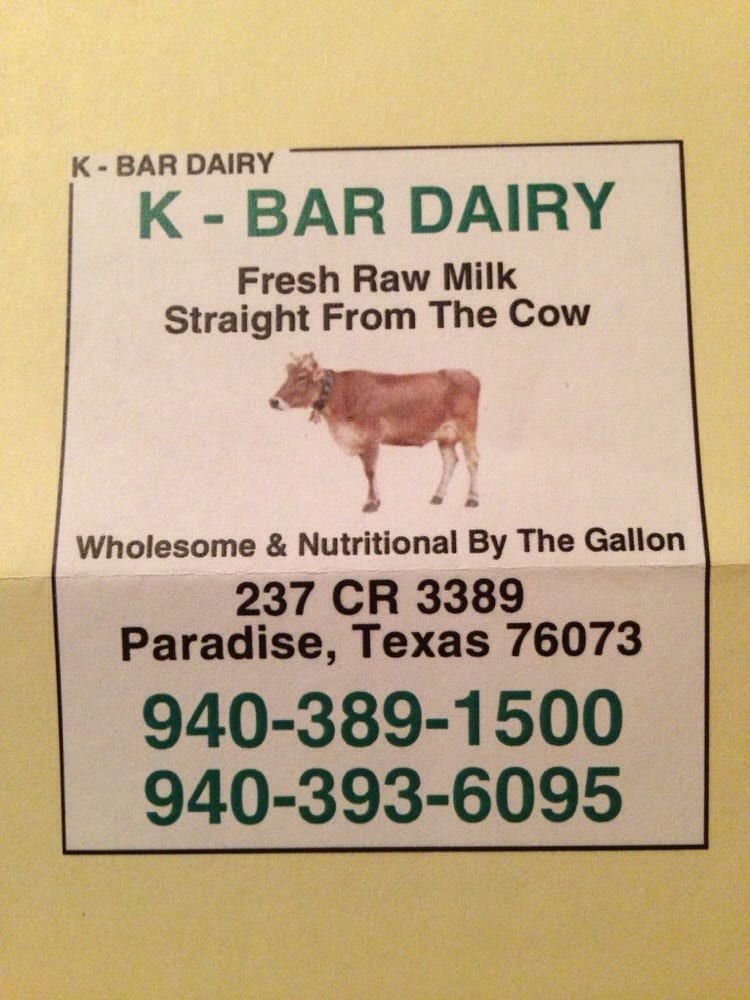 K - BAR DAIRY
K - BAR DAIRY
Fresh Raw Milk
Straight From The Cow
Wholesome & Nutritional By The Gallon
237 CR 3389
Paradise, Texas 76073
940-389-1500
940-393-6095